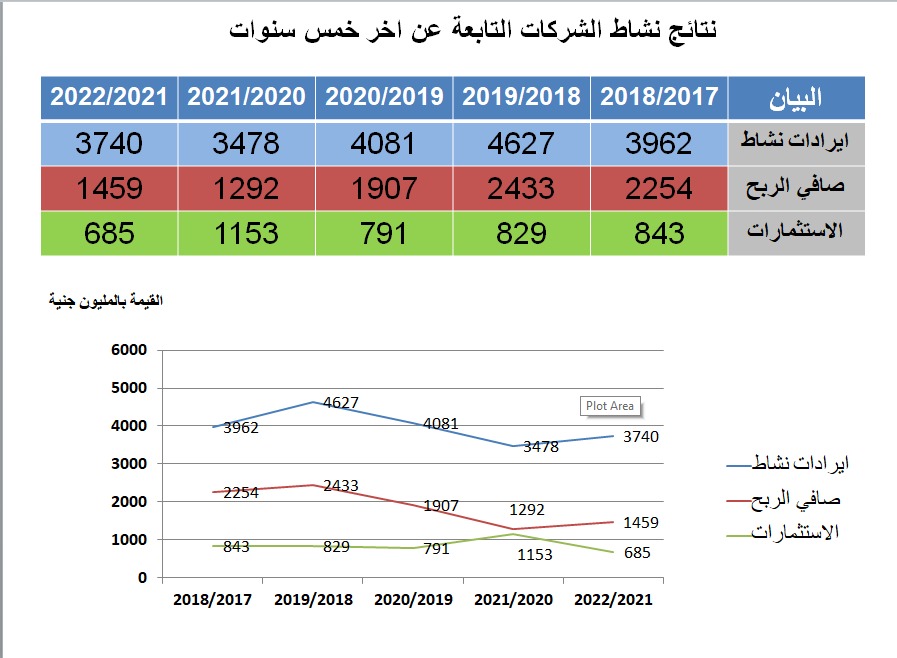 نتائج نشاط الشركات التابعة عن اخر خمس سنوات
البيان 2018/2017 2019/2018 2020/2019 2021/2020 2022/2021
ايرادات نشاط 3962 4627 4081 3478 3740
صافي الربح 2254 2433 1907 1292 1459
الاستثمارات 843 829 791 1153 685
القيمة بالمليون جنية
6000
5000
4000
3000
2000
1000
0
3962 4627 4081 3478 3740
2254 2433 1907 1292 1459
843 829 791 1153 685
Plot Area
2018/2017 2019/2018 2020/2019 2021/2020 2022/2021
ايرادات نشاط
صافي الربح
الاستثمارات